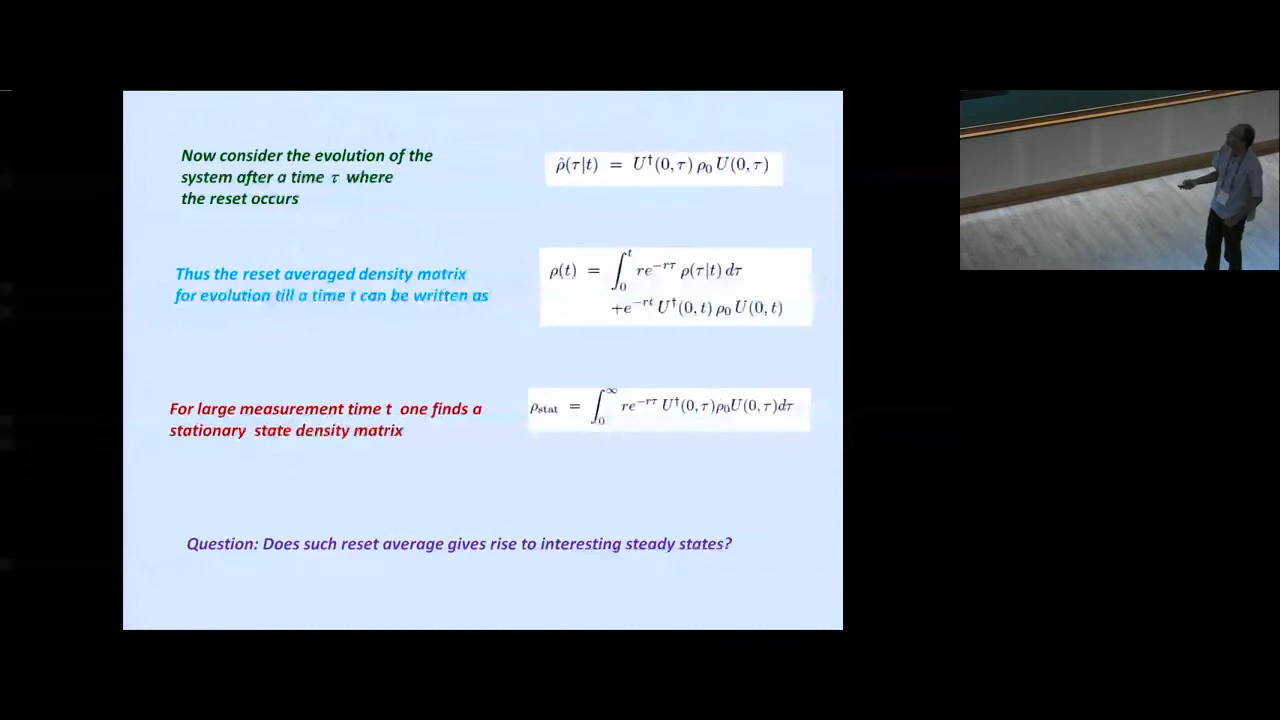 Now consider the evolution of the
system after a time τ where
the reset occurs
ρ̂(τ|t) = U†(0, τ) ρ₀ U(0, τ)
Thus the reset averaged density matrix
for evolution till a time t can be written as
ρ(t) = ∫₀ᵗ re^{−rτ} ρ(τ|t) dτ
+e^{−rt} U†(0, t) ρ₀ U(0, t)
For large measurement time t one finds a
stationary state density matrix
ρ_stat = ∫₀^∞ re^{−rτ} U†(0, τ)ρ₀U(0, τ)dτ
Question: Does such reset average gives rise to interesting steady states?